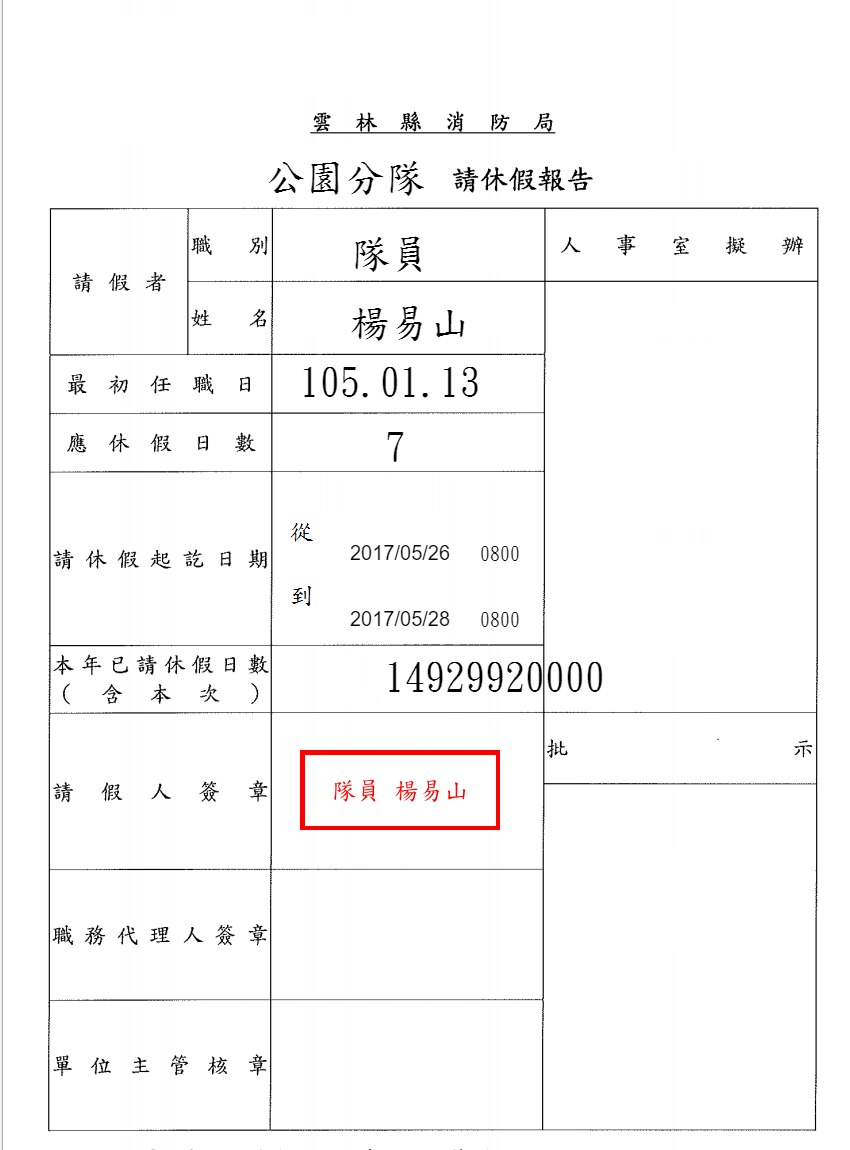 雲林縣消防局
公園分隊 請休假報告
請假者 職別 隊員 人事室擬辦
姓名 楊易山
最初任職日 105.01.13
應休假日數 7
請休假起訖日期 從 2017/05/26 0800
到 2017/05/28 0800
本年已請休假日數
(含本次) 14929920000
請假人簽章 隊員 楊易山
批示
職務代理人簽章
單位主管核章